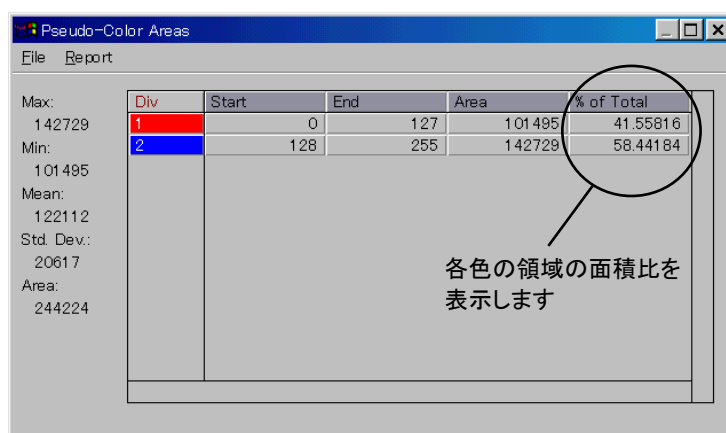 Pseudo-Color Areas
File Report
Max:
142729
Min:
101495
Mean:
122112
Std. Dev.:
20617
Area:
244224
Div Start End Area % of Total
1 0 127 101495 41.55816
2 128 255 142729 58.44184
各色の領域の面積比を
表示します